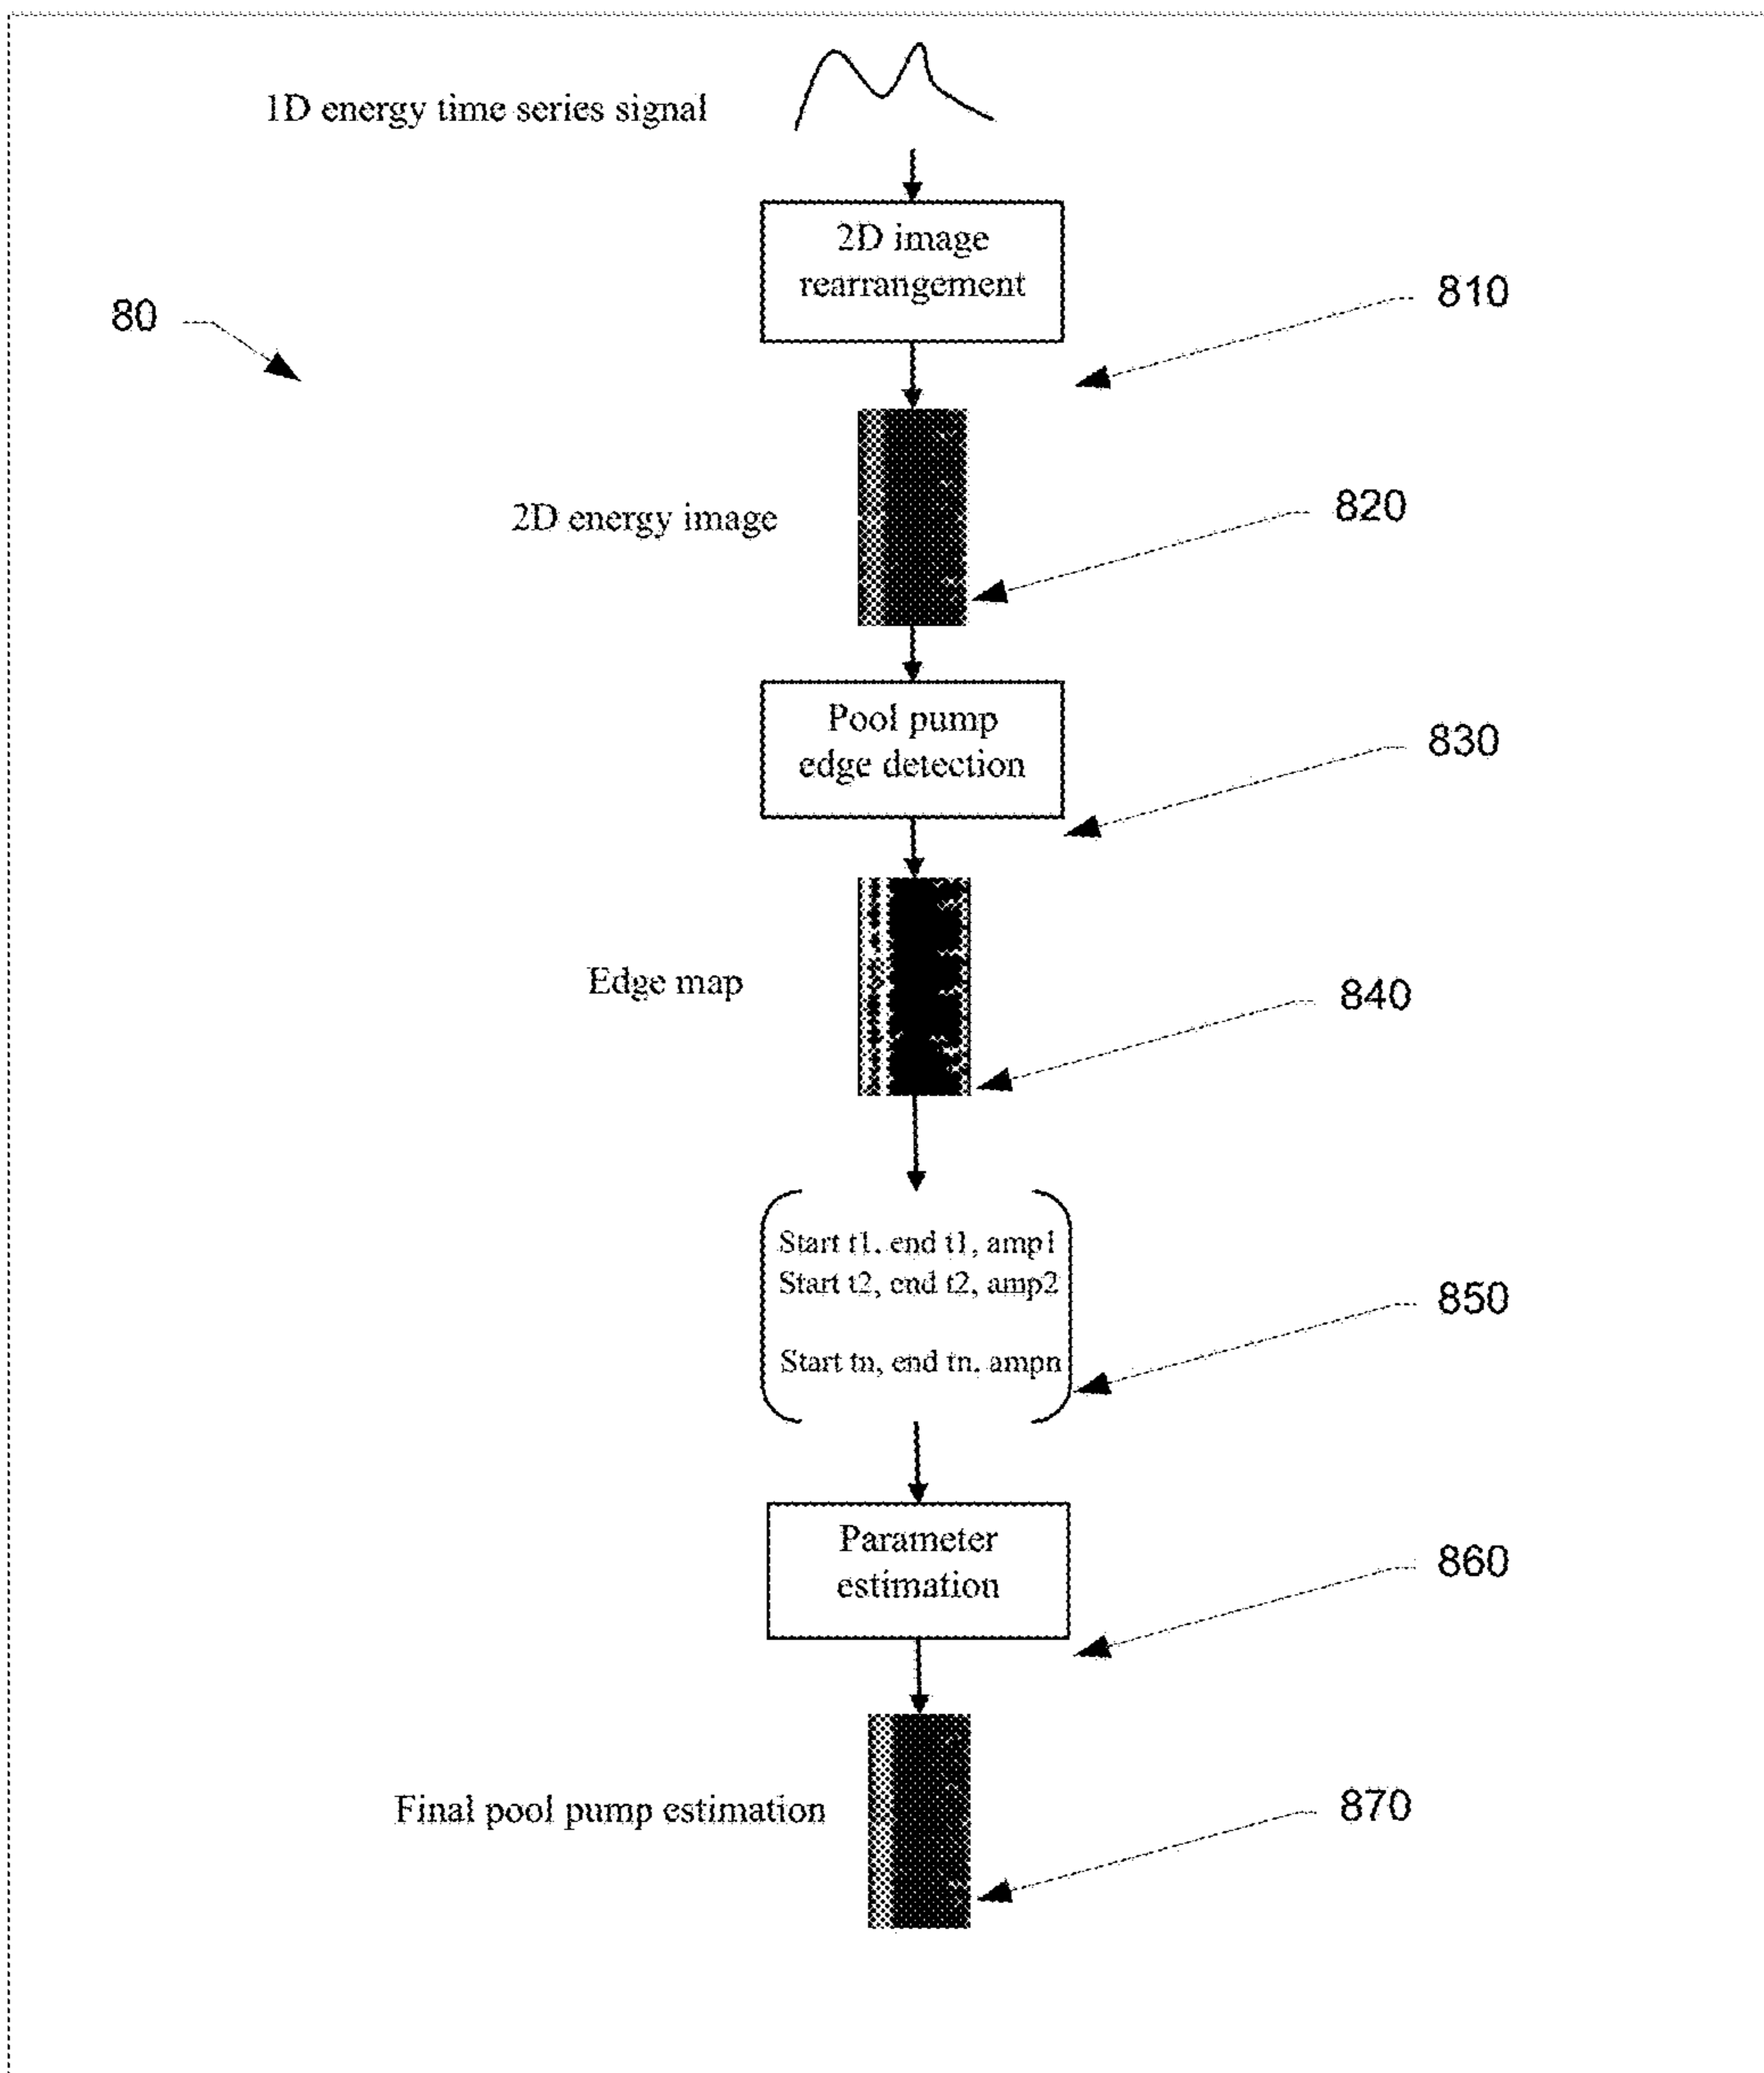 1D energy time series signal
2D image
rearrangement
80
810
2D energy image
820
Pool pump
edge detection
830
Edge map
840
Start t1, end t1, amp1
Start t2, end t2, amp2
Start tn, end tn, ampn
850
Parameter
estimation
860
Final pool pump estimation
870